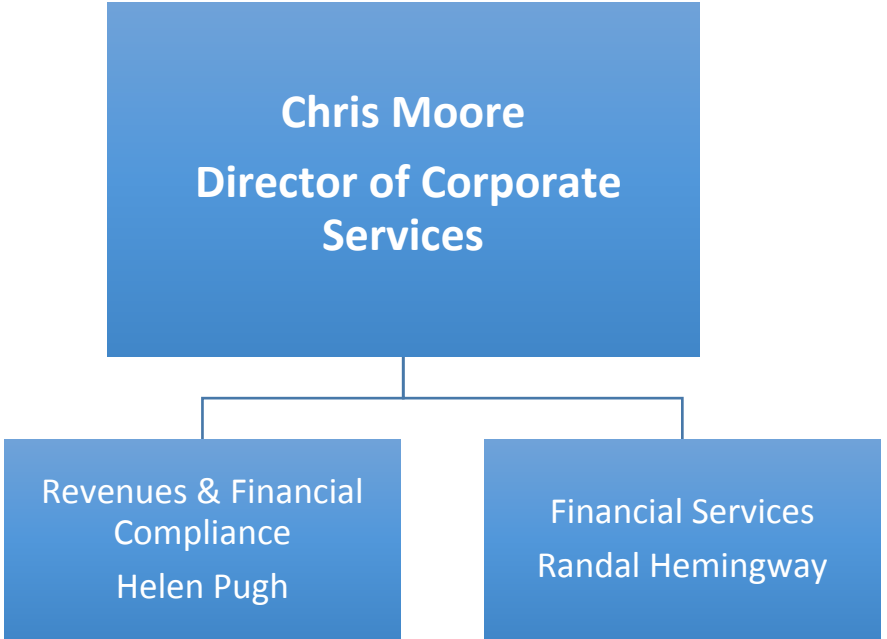 Chris Moore
Director of Corporate
Services
Revenues & Financial
Compliance
Helen Pugh
Financial Services
Randal Hemingway